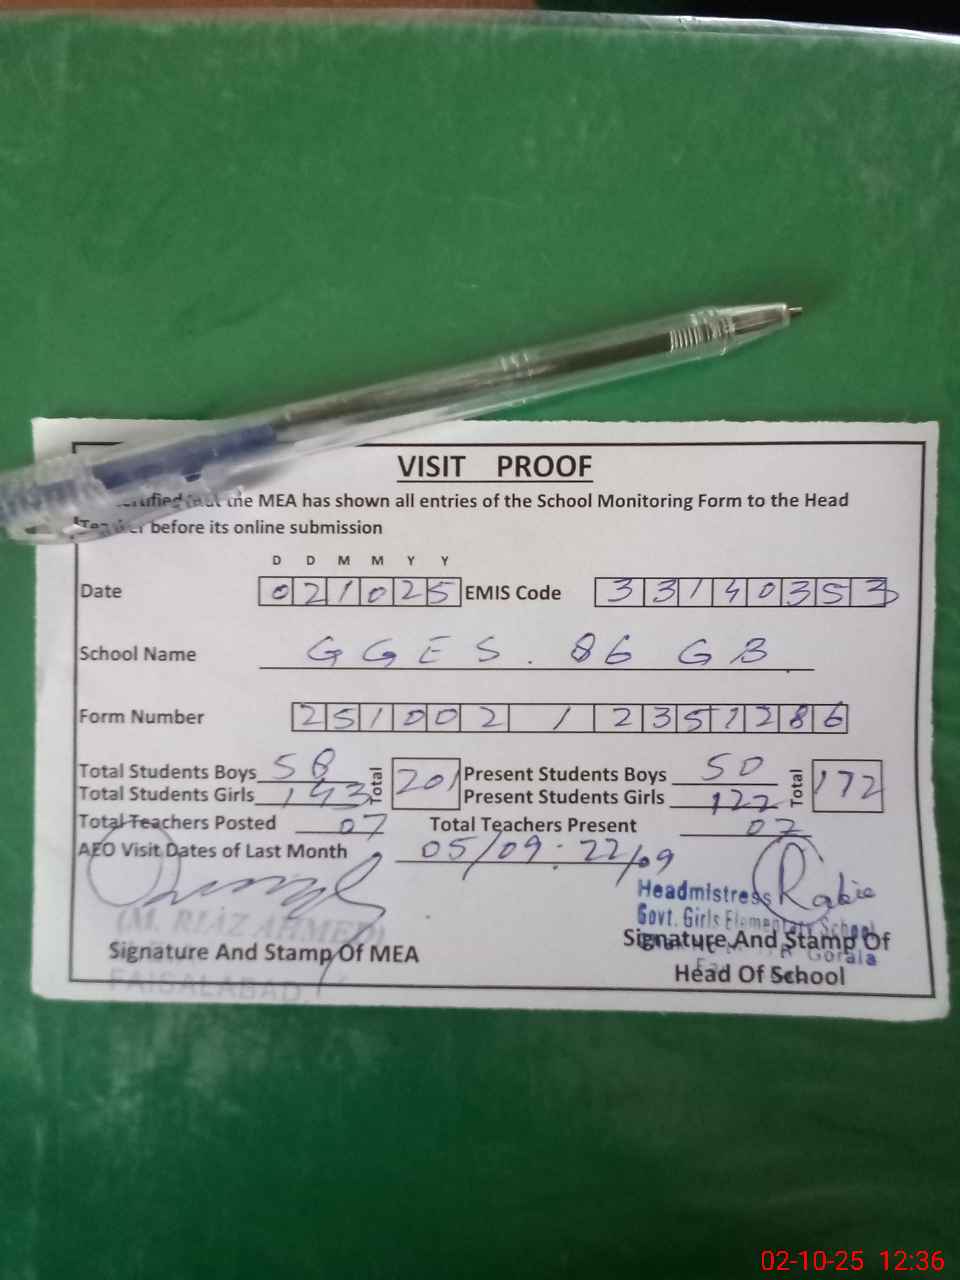 VISIT PROOF
the MEA has shown all entries of the School Monitoring Form to the Head
before its online submission
D D M M Y Y
Date 021025 EMIS Code 33140353
School Name GGES. 86 GB
Form Number 251002 / 2351286
Total Students Boys 58 Total 201 Present Students Boys 50 Total 172
Total Students Girls 143 Present Students Girls 122
Total Teachers Posted 07 Total Teachers Present 07
AEO Visit Dates of Last Month 05/09: 22/09
Headmistress Rabia
Govt. Girls Elementary School
(M. RIAZ AHMED)
Signature And Stamp Of MEA
Signature And Stamp Of
Gorala
Head Of School
FAISALABAD.
02-10-25 12:36